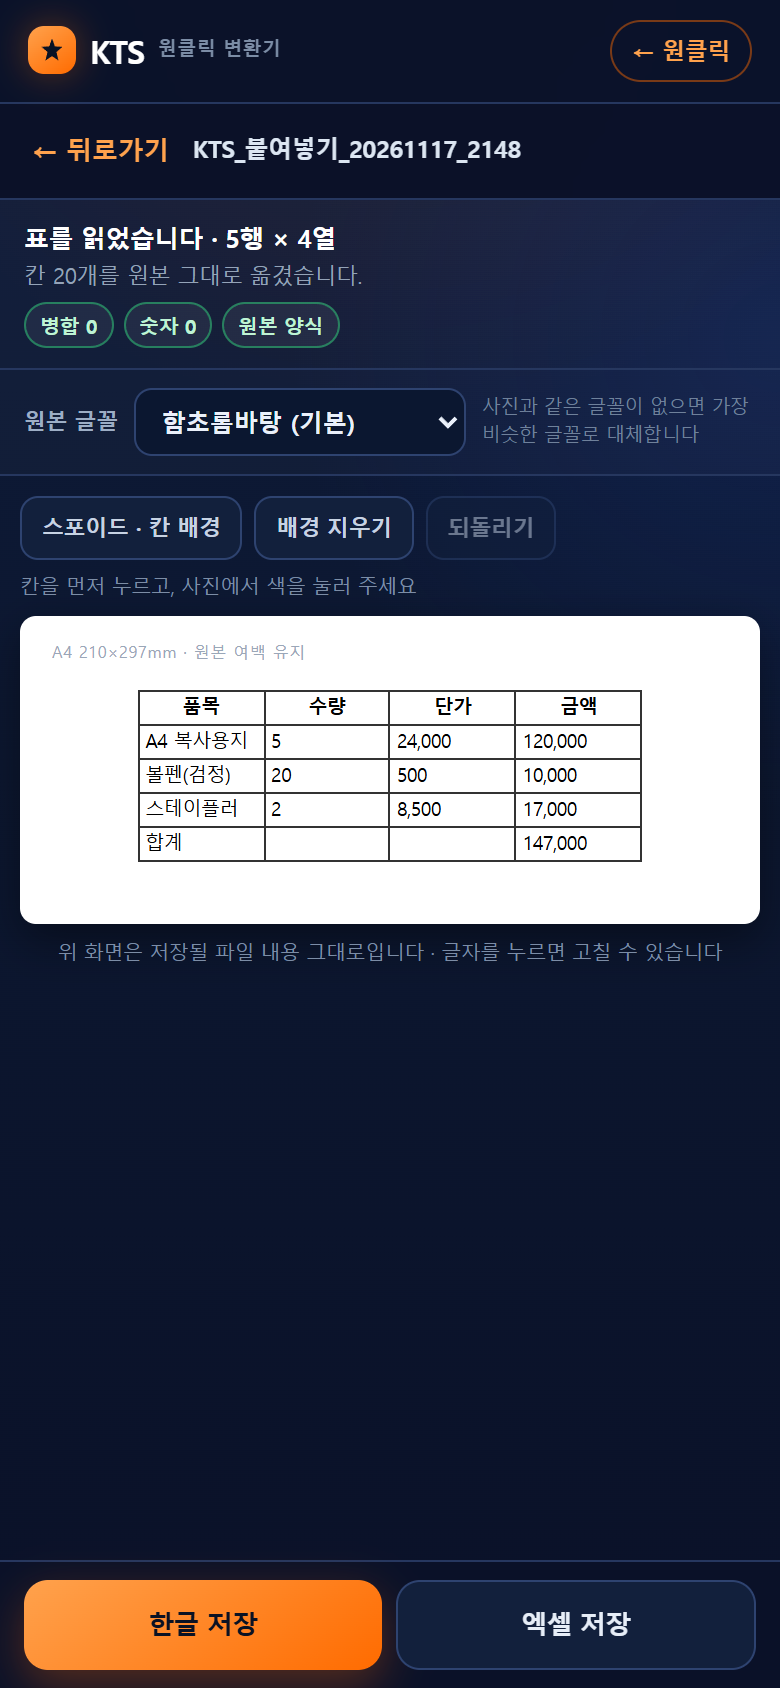 KTS 원클릭 변환기
← 원클릭
← 뒤로가기 KTS_붙여넣기_20261117_2148
표를 읽었습니다 · 5행 × 4열
칸 20개를 원본 그대로 옮겼습니다.
병합 0 숫자 0 원본 양식
원본 글꼴 함초롬바탕 (기본)
사진과 같은 글꼴이 없으면 가장
비슷한 글꼴로 대체합니다
스포이드 · 칸 배경 배경 지우기 되돌리기
칸을 먼저 누르고, 사진에서 색을 눌러 주세요
A4 210×297mm · 원본 여백 유지
품목 수량 단가 금액
A4 복사용지 5 24,000 120,000
볼펜(검정) 20 500 10,000
스테이플러 2 8,500 17,000
합계 147,000
위 화면은 저장될 파일 내용 그대로입니다 · 글자를 누르면 고칠 수 있습니다
한글 저장 엑셀 저장